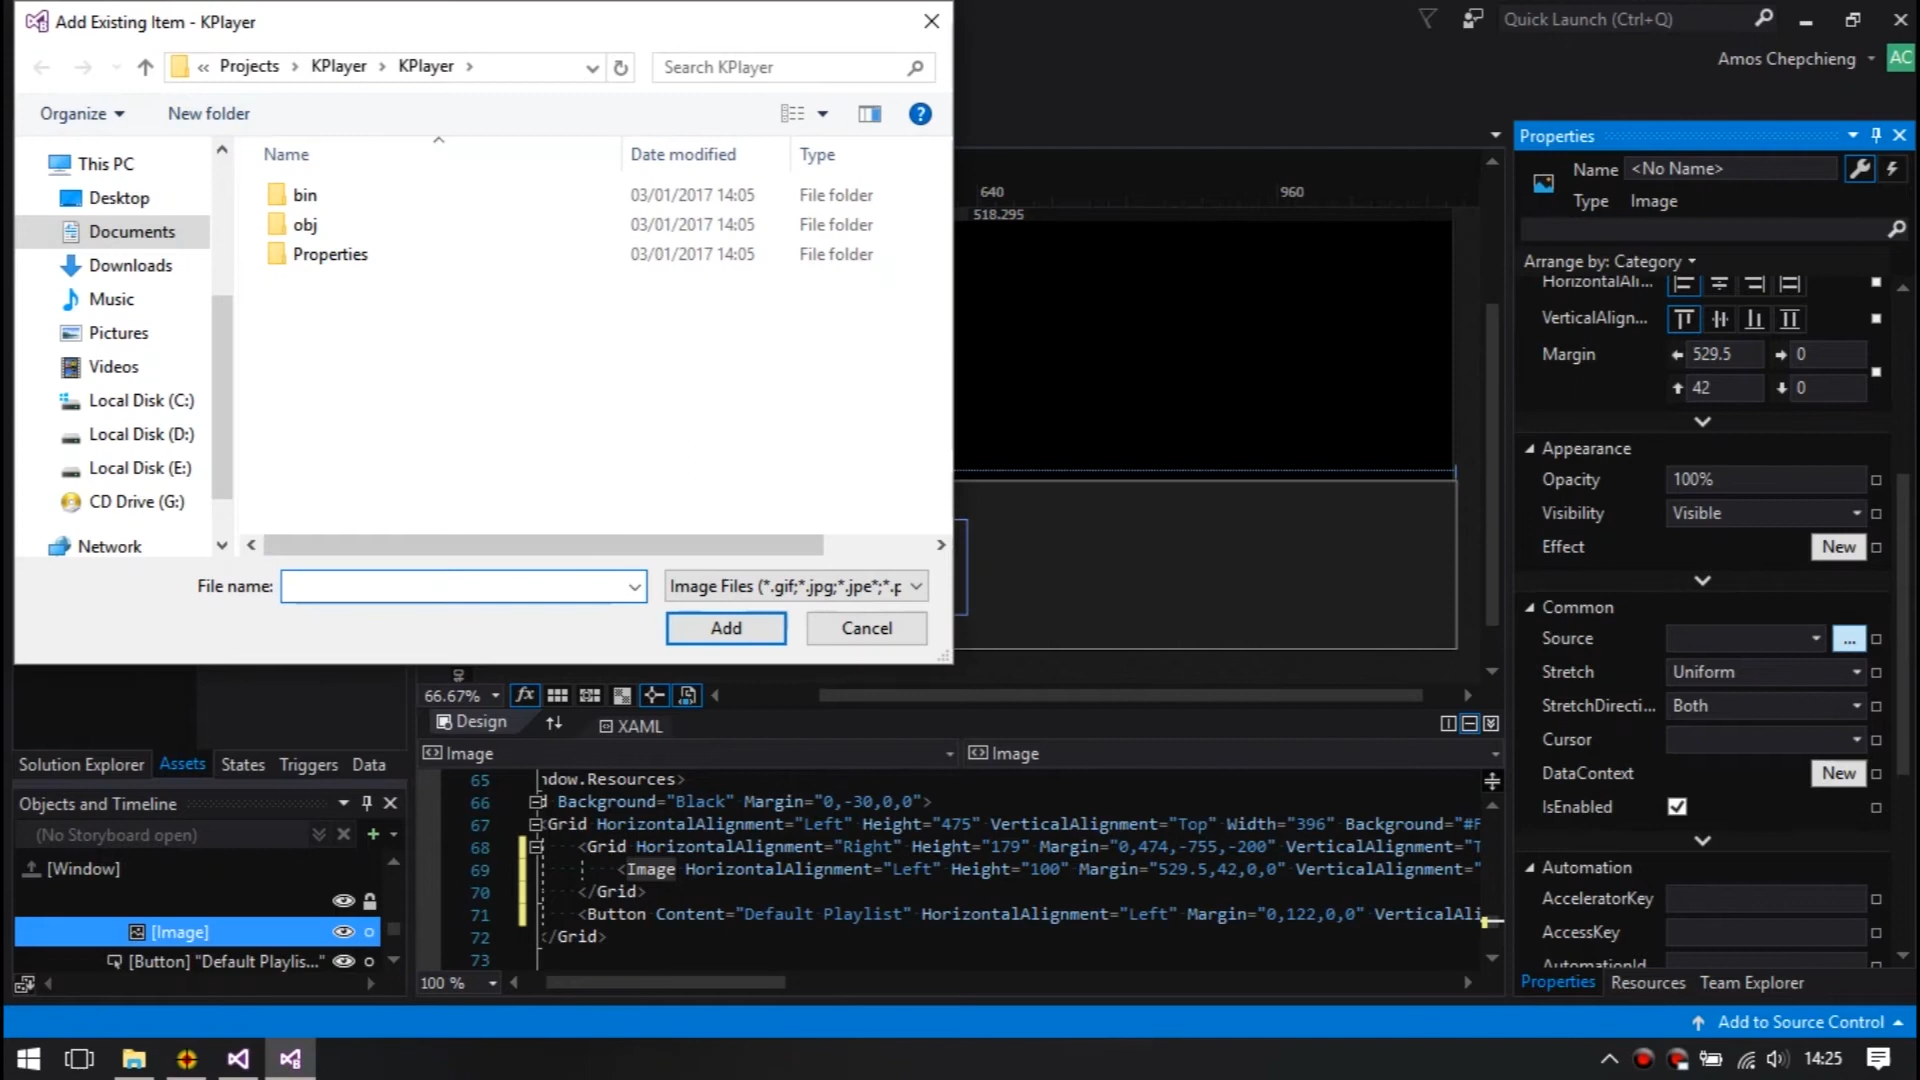 Add Existing Item - KPlayer
Quick Launch (Ctrl+Q)
Amos Chepchieng
AC
« Projects > KPlayer > KPlayer >
Search KPlayer
Organize
New folder
Name
Date modified
Type
bin
03/01/2017 14:05
File folder
obj
03/01/2017 14:05
File folder
Properties
03/01/2017 14:05
File folder
This PC
Desktop
Documents
Downloads
Music
Pictures
Videos
Local Disk (C:)
Local Disk (D:)
Local Disk (E:)
CD Drive (G:)
Network
File name:
Image Files (*.gif;*.jpg;*.jpe*;*.p
Add
Cancel
640
960
518.295
Properties
Name <No Name>
Type Image
Arrange by: Category
HorizontalAli...
VerticalAlign...
Margin
529.5
0
42
0
Appearance
Opacity
100%
Visibility
Visible
Effect
New
Common
Source
...
Stretch
Uniform
StretchDirecti...
Both
Cursor
DataContext
New
IsEnabled
Automation
AcceleratorKey
AccessKey
AutomationId
Properties
Resources
Team Explorer
66.67%
fx
Design
XAML
Image
Image
65 ndow.Resources>
66 Background="Black" Margin="0,-30,0,0">
67 Grid HorizontalAlignment="Left" Height="475" VerticalAlignment="Top" Width="396" Background="#F
68 <Grid HorizontalAlignment="Right" Height="179" Margin="0,474,-755,-200" VerticalAlignment="T
69 <Image HorizontalAlignment="Left" Height="100" Margin="529.5,42,0,0" VerticalAlignment="
70 </Grid>
71 <Button Content="Default Playlist" HorizontalAlignment="Left" Margin="0,122,0,0" VerticalAli
72 /Grid>
73
100 %
Solution Explorer
Assets
States
Triggers
Data
Objects and Timeline
(No Storyboard open)
[Window]
[Image]
[Button] "Default Playlis..."
Add to Source Control
14:25